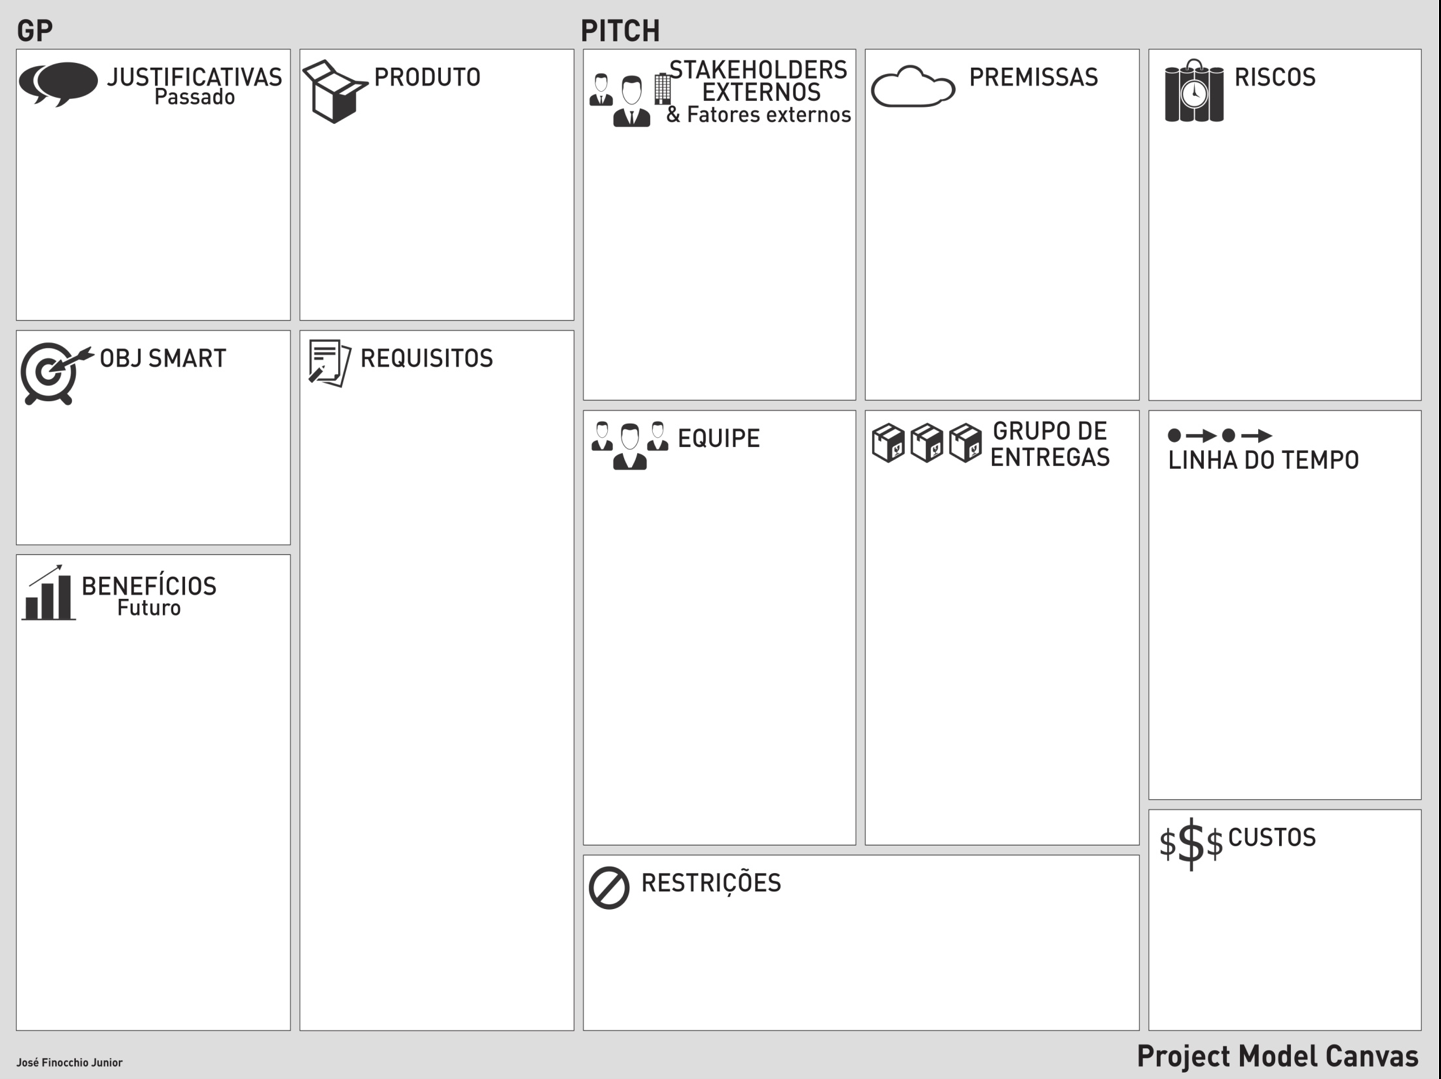 GP
PITCH
JUSTIFICATIVAS
Passado
PRODUTO
STAKEHOLDERS
EXTERNOS
& Fatores externos
PREMISSAS
RISCOS
OBJ SMART
REQUISITOS
EQUIPE
GRUPO DE
ENTREGAS
LINHA DO TEMPO
BENEFÍCIOS
Futuro
$$$ CUSTOS
RESTRIÇÕES
José Finocchio Junior
Project Model Canvas